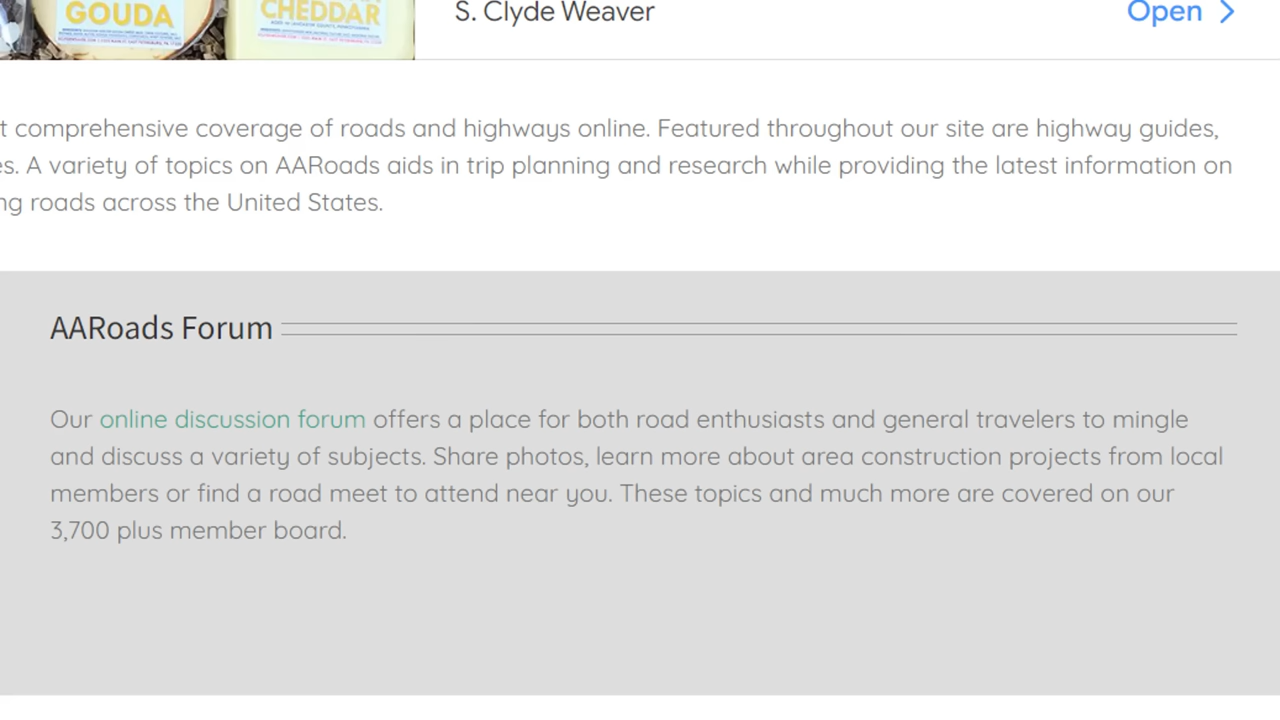 GOUDA
CHEDDAR
S. Clyde Weaver
Open
t comprehensive coverage of roads and highways online. Featured throughout our site are highway guides,
es. A variety of topics on AARoads aids in trip planning and research while providing the latest information on
ng roads across the United States.
AARoads Forum
Our online discussion forum offers a place for both road enthusiasts and general travelers to mingle
and discuss a variety of subjects. Share photos, learn more about area construction projects from local
members or find a road meet to attend near you. These topics and much more are covered on our
3,700 plus member board.